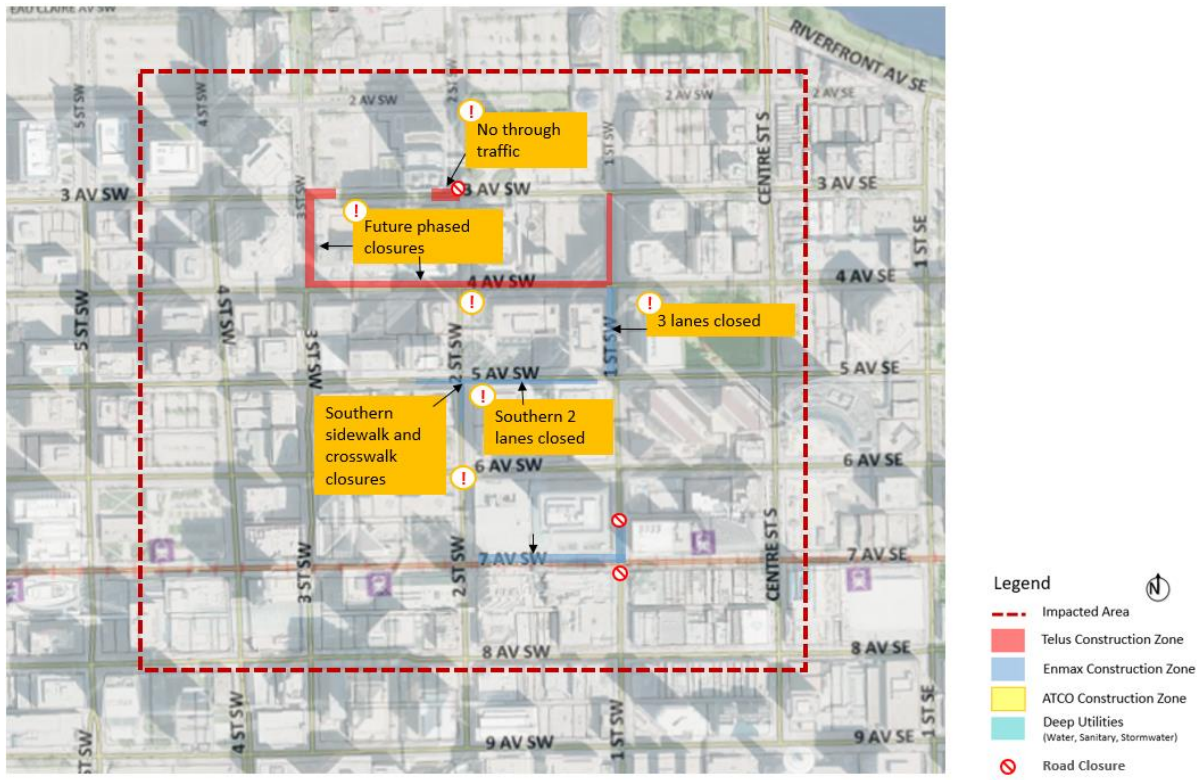 EAU CLAIRE AV SW
RIVERFRONT AV SE
5 ST SW
4 ST SW
2 ST SW
2 AV SW
2 AV SW
2 AV SE
!
No through
traffic
1 ST SW
CENTRE ST S
3 AV SW
3 ST SW
3 AV SW
3 AV SE
!
Future phased
closures
1 ST SE
4 AV SW
4 AV SE
!
!
3 lanes closed
5 ST SW
4 ST SW
3 ST SW
2 ST SW
1 ST SW
5 AV SW
5 AV SE
!
Southern
sidewalk and
crosswalk
closures
Southern 2
lanes closed
6 AV SW
6 AV SE
!
7 AV SW
7 AV SE
3 ST SW
2 ST SW
CENTRE ST S
8 AV SW
8 AV SE
4 ST SW
1 ST SW
1 ST SE
ST SW
9 AV SW
9 AV SE
Legend
N
Impacted Area
Telus Construction Zone
Enmax Construction Zone
ATCO Construction Zone
Deep Utilities
(Water, Sanitary, Stormwater)
Road Closure